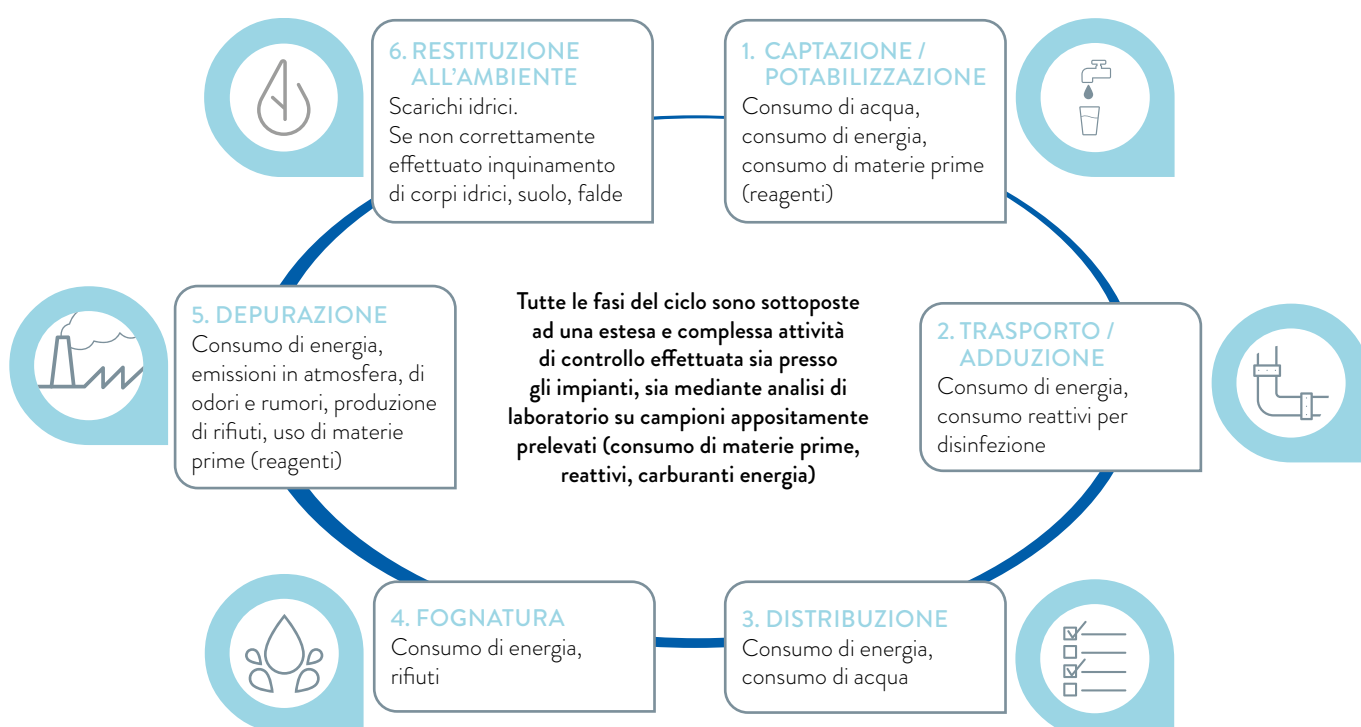 6. RESTITUZIONE
ALL'AMBIENTE
Scarichi idrici.
Se non correttamente
effettuato inquinamento
di corpi idrici, suolo, falde
1. CAPTAZIONE /
POTABILIZZAZIONE
Consumo di acqua,
consumo di energia,
consumo di materie prime
(reagenti)
5. DEPURAZIONE
Consumo di energia,
emissioni in atmosfera, di
odori e rumori, produzione
di rifiuti, uso di materie
prime (reagenti)
Tutte le fasi del ciclo sono sottoposte
ad una estesa e complessa attività
di controllo effettuata sia presso
gli impianti, sia mediante analisi di
laboratorio su campioni appositamente
prelevati (consumo di materie prime,
reattivi, carburanti energia)
2. TRASPORTO /
ADDUZIONE
Consumo di energia,
consumo reattivi per
disinfezione
4. FOGNATURA
Consumo di energia,
rifiuti
3. DISTRIBUZIONE
Consumo di energia,
consumo di acqua